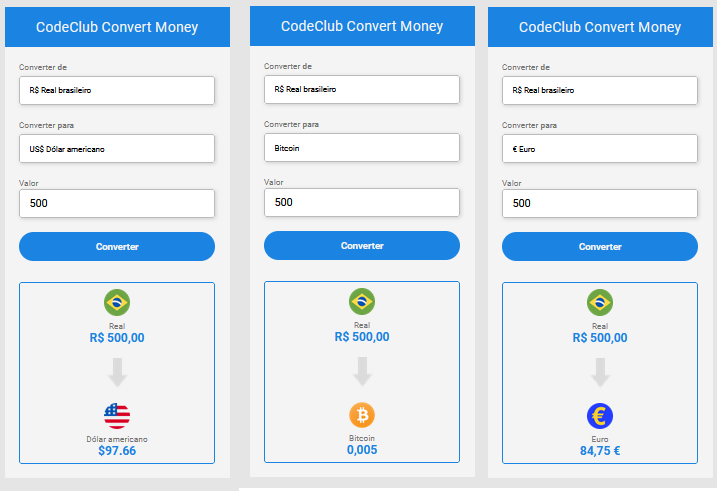 CodeClub Convert Money
Converter de
R$ Real brasileiro
Converter para
US$ Dólar americano
Valor
500
Converter
Real
R$ 500,00
Dólar americano
$97.66
CodeClub Convert Money
Converter de
R$ Real brasileiro
Converter para
Bitcoin
Valor
500
Converter
Real
R$ 500,00
Bitcoin
0,005
CodeClub Convert Money
Converter de
R$ Real brasileiro
Converter para
€ Euro
Valor
500
Converter
Real
R$ 500,00
Euro
84,75 €